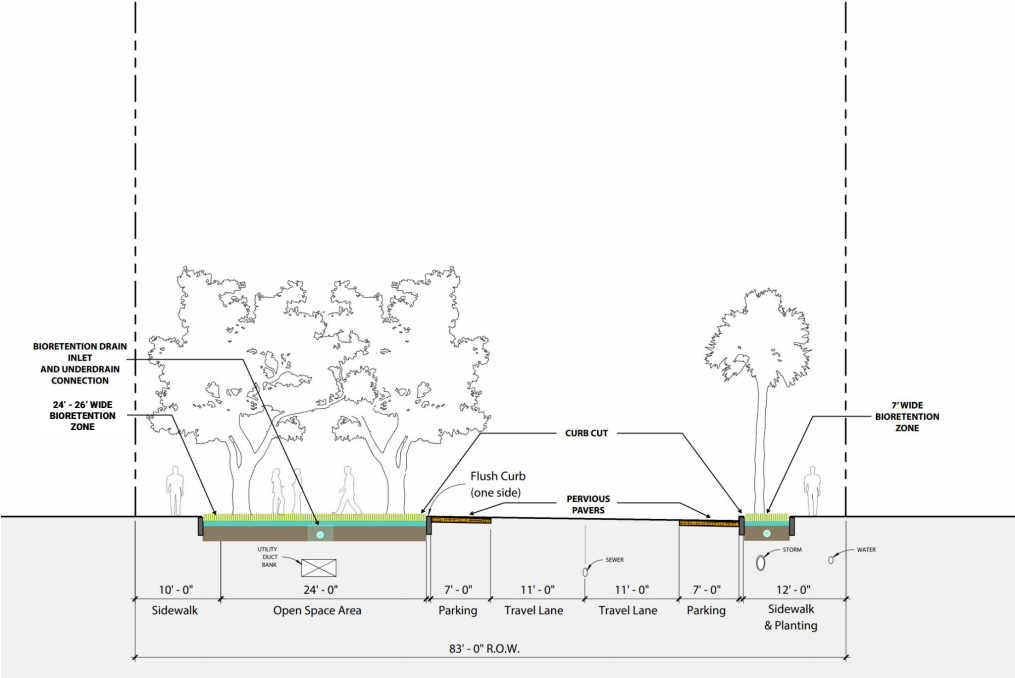 BIORETENTION DRAIN
INLET
AND UNDERDRAIN
CONNECTION
24' - 26' WIDE
BIORETENTION
ZONE
7' WIDE
BIORETENTION
ZONE
CURB CUT
Flush Curb
(one side)
PERVIOUS
PAVERS
UTILITY
DUCT
BANK
SEWER
STORM
WATER
10' - 0"
24' - 0"
7' - 0"
11' - 0"
11' - 0"
7' - 0"
12' - 0"
Sidewalk
Open Space Area
Parking
Travel Lane
Travel Lane
Parking
Sidewalk
& Planting
83' - 0" R.O.W.